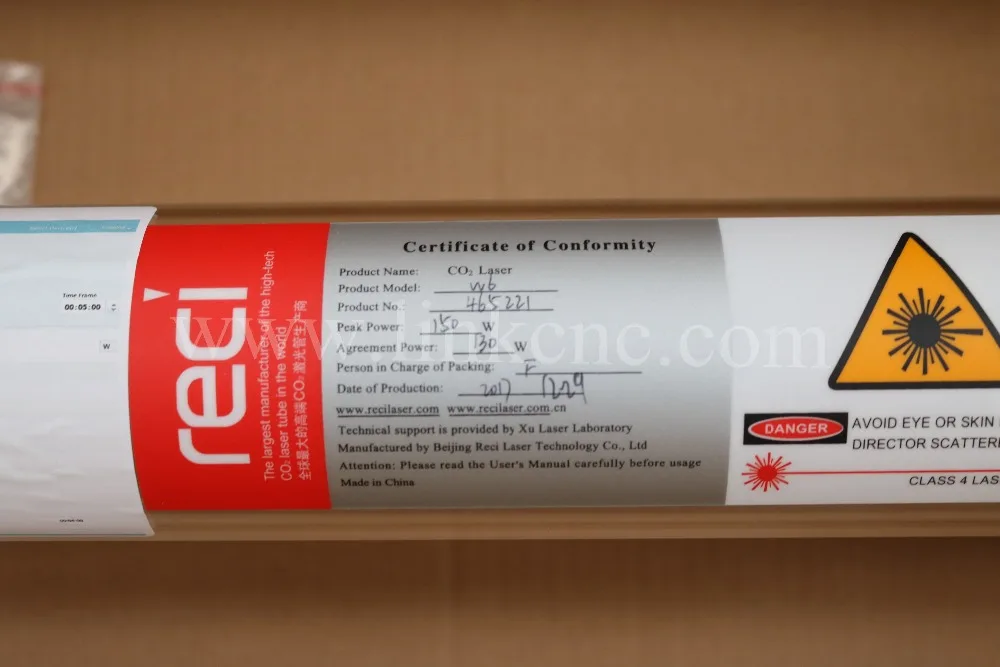 Time Frame
00:05:00
W
reci
The largest manufacturer of the high-tech
CO₂ laser tube in the world
全球最大的高端CO₂激光管生产商
Certificate of Conformity
Product Name: CO₂ Laser
Product Model: W6
Product No.: 465221
Peak Power: 150 W
Agreement Power: 130 W
Person in Charge of Packing: F
Date of Production: 2017 1229
www.recilaser.com www.recilaser.com.cn
Technical support is provided by Xu Laser Laboratory
Manufactured by Beijing Reci Laser Technology Co., Ltd
Attention: Please read the User's Manual carefully before usage
Made in China
DANGER
AVOID EYE OR SKIN
DIRECTOR SCATTERE
CLASS 4 LAS
www.linkcnc.com